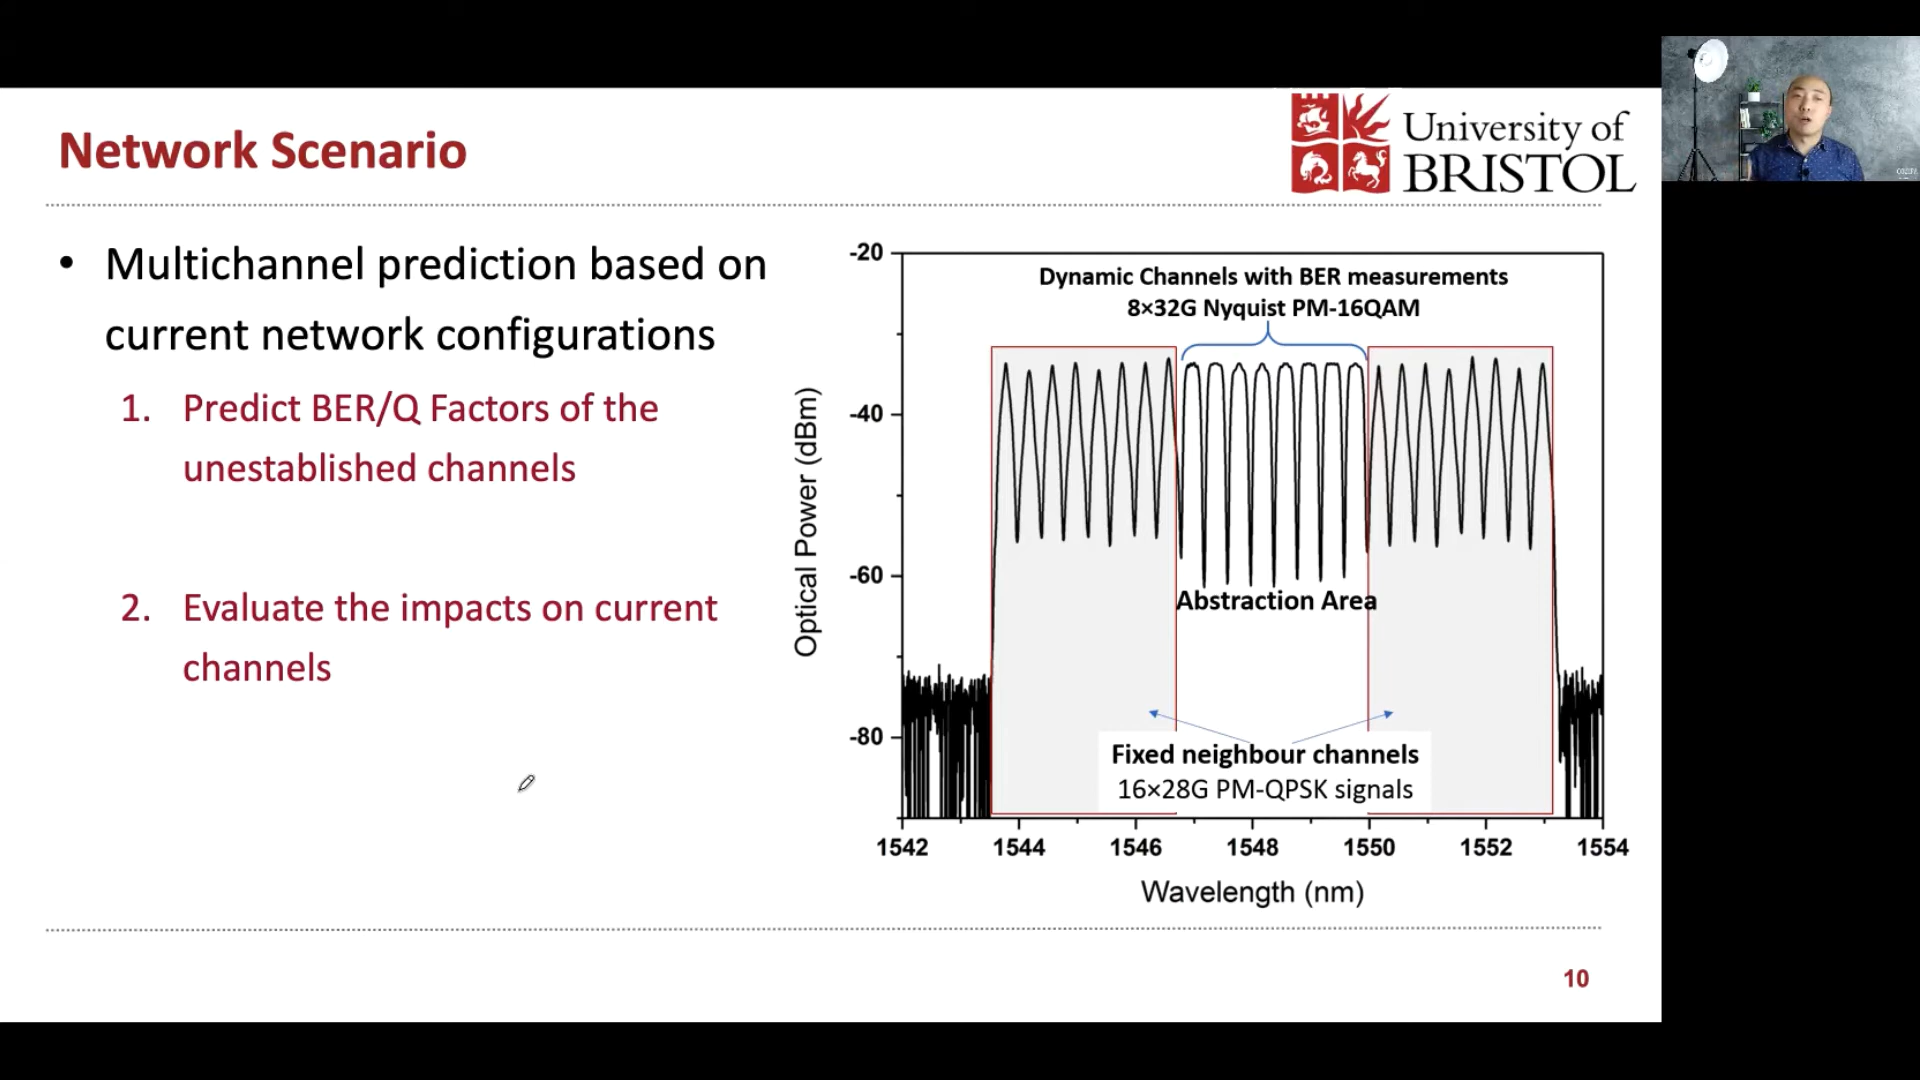 Network Scenario
University of
BRISTOL
• Multichannel prediction based on
current network configurations
1. Predict BER/Q Factors of the
unestablished channels
2. Evaluate the impacts on current
channels
-20
-40
-60
-80
Optical Power (dBm)
Dynamic Channels with BER measurements
8×32G Nyquist PM-16QAM
Abstraction Area
Fixed neighbour channels
16×28G PM-QPSK signals
1542 1544 1546 1548 1550 1552 1554
Wavelength (nm)
10